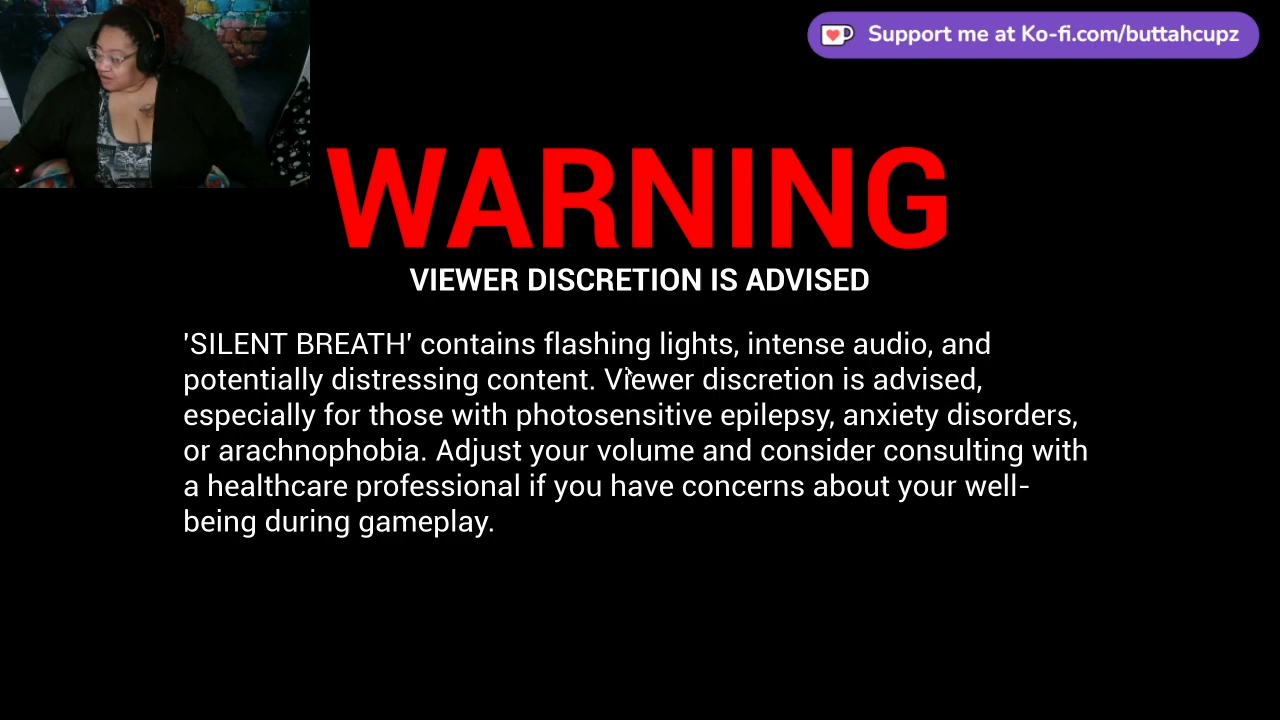 Support me at Ko-fi.com/buttahcupz
WARNING
VIEWER DISCRETION IS ADVISED
'SILENT BREATH' contains flashing lights, intense audio, and
potentially distressing content. Viewer discretion is advised,
especially for those with photosensitive epilepsy, anxiety disorders,
or arachnophobia. Adjust your volume and consider consulting with
a healthcare professional if you have concerns about your well-
being during gameplay.